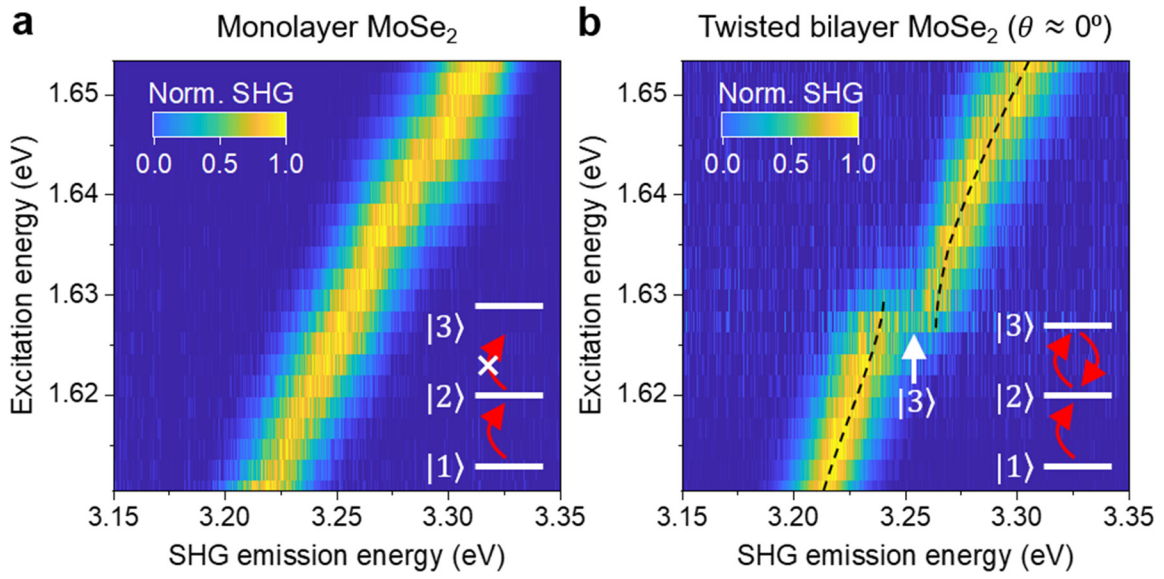 a
Monolayer MoSe₂
Norm. SHG
0.0 0.5 1.0
1.65
1.64
1.63
1.62
Excitation energy (eV)
|3⟩
|2⟩
|1⟩
3.15 3.20 3.25 3.30 3.35
SHG emission energy (eV)
b
Twisted bilayer MoSe₂ (θ ≈ 0º)
Norm. SHG
0.0 0.5 1.0
1.65
1.64
1.63
1.62
Excitation energy (eV)
|3⟩
|3⟩
|2⟩
|1⟩
3.15 3.20 3.25 3.30 3.35
SHG emission energy (eV)